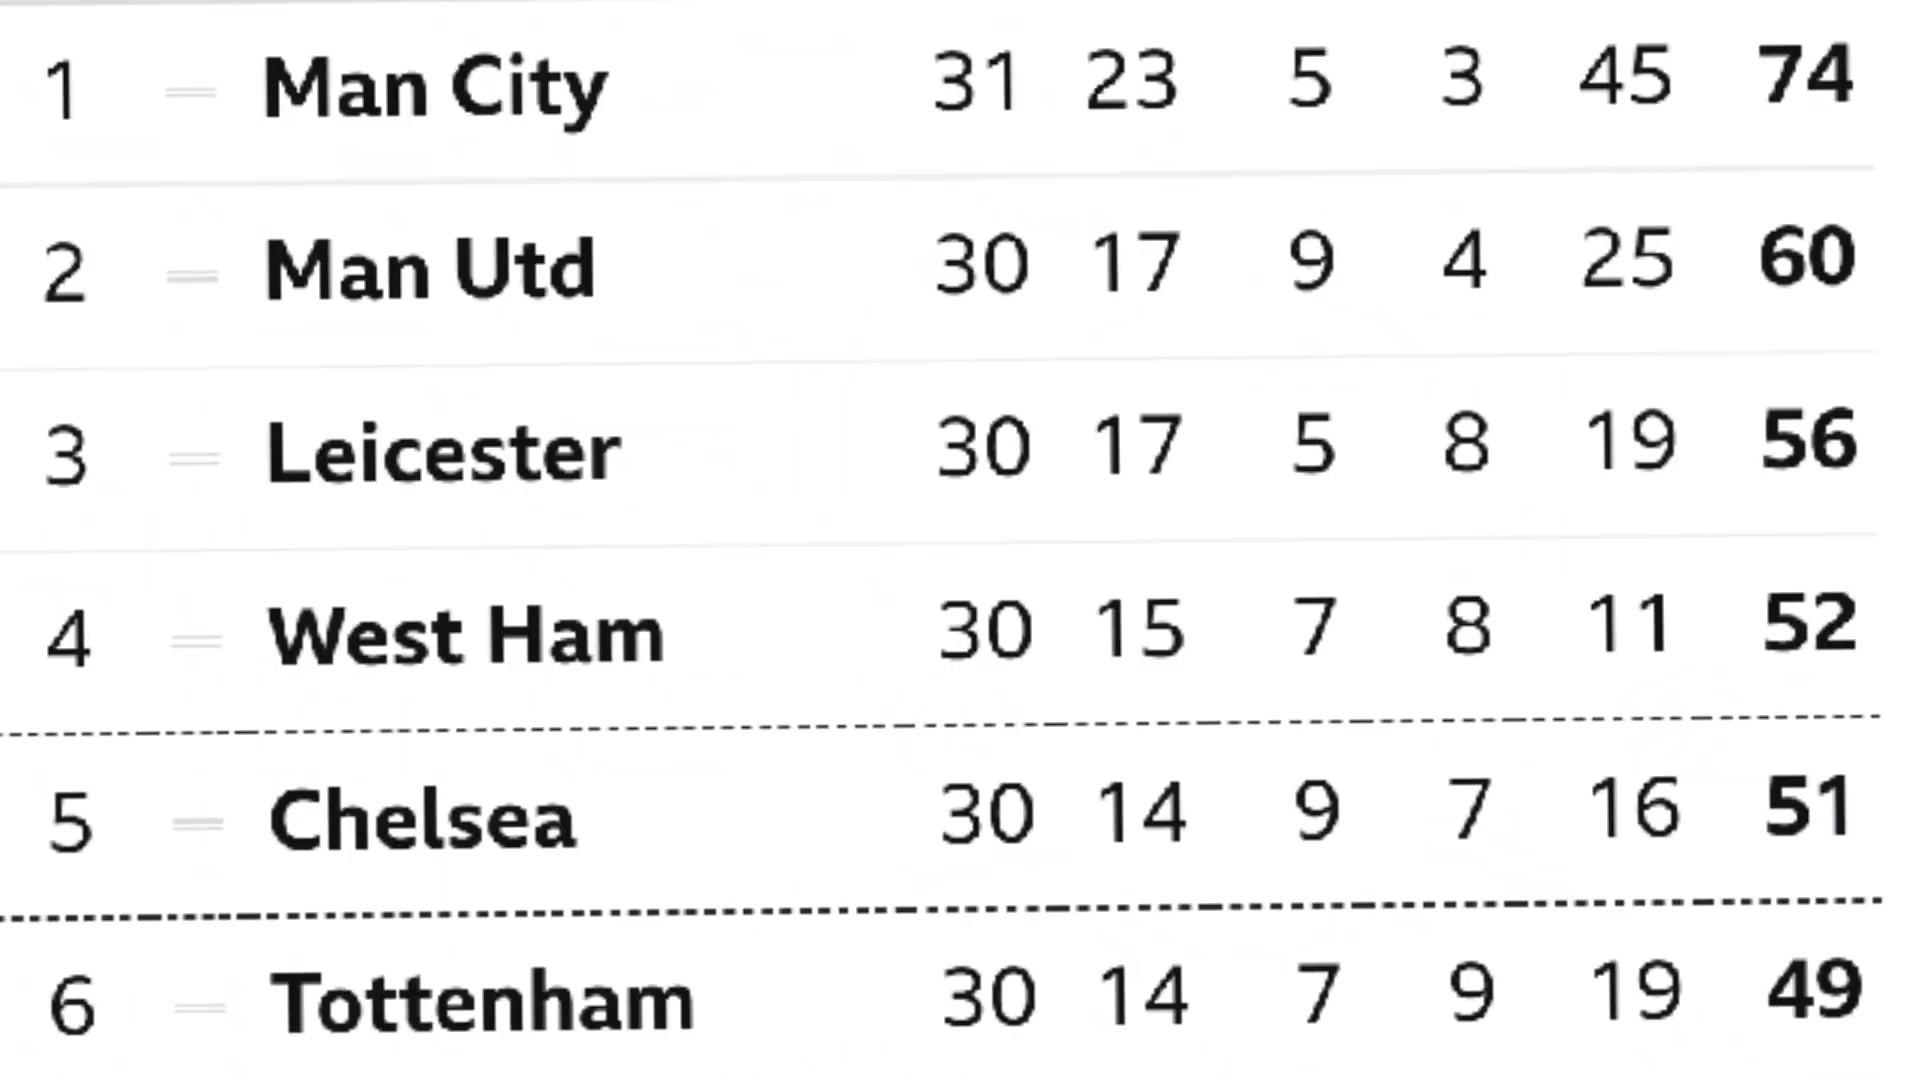 1 = Man City 31 23 5 3 45 74
2 = Man Utd 30 17 9 4 25 60
3 = Leicester 30 17 5 8 19 56
4 = West Ham 30 15 7 8 11 52
5 = Chelsea 30 14 9 7 16 51
6 = Tottenham 30 14 7 9 19 49